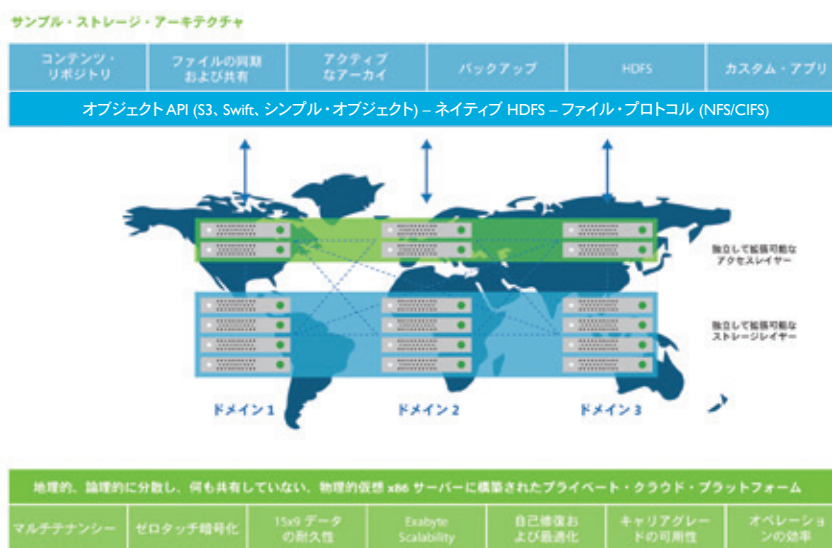 サンプル・ストレージ・アーキテクチャ
コンテンツ・
リポジトリ
ファイルの同期
および共有
アクティブ
なアーカイ
バックアップ
HDFS
カスタム・アプリ
オブジェクト API (S3、Swift、シンプル・オブジェクト) – ネイティブ HDFS – ファイル・プロトコル (NFS/CIFS)
独立して拡張可能な
アクセスレイヤー
独立して拡張可能な
ストレージレイヤー
ドメイン 1
ドメイン 2
ドメイン 3
地理的、論理的に分散し、何も共有していない、物理的仮想 x86 サーバーに構築されたプライベート・クラウド・プラットフォーム
マルチテナンシー
ゼロタッチ暗号化
15x9 データ
の耐久性
Exabyte
Scalability
自己修復お
よび最適化
キャリアグレー
ドの可用性
オペレーショ
ンの効率